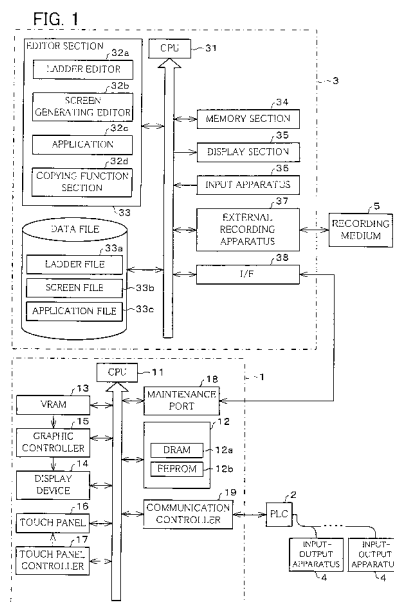 FIG. 1
EDITOR SECTION
32a
LADDER EDITOR
32b
SCREEN
GENERATING EDITOR
32c
APPLICATION
32d
COPYING FUNCTION
SECTION
33
DATA FILE
33a
LADDER FILE
SCREEN FILE
33b
APPLICATION FILE
33c
CPU
31
3
34
MEMORY SECTION
35
DISPLAY SECTION
36
INPUT APPARATUS
37
EXTERNAL
RECORDING
APPARATUS
5
RECORDING
MEDIUM
38
I/F
1
CPU
11
13
VRAM
15
GRAPHIC
CONTROLLER
14
DISPLAY
DEVICE
16
TOUCH PANEL
17
TOUCH PANEL
CONTROLLER
18
MAINTENANCE
PORT
12
DRAM
12a
EEPROM
12b
19
COMMUNICATION
CONTROLLER
2
PLC
INPUT-
OUTPUT
APPARATUS
4
INPUT-
OUTPUT
APPARATUS
4